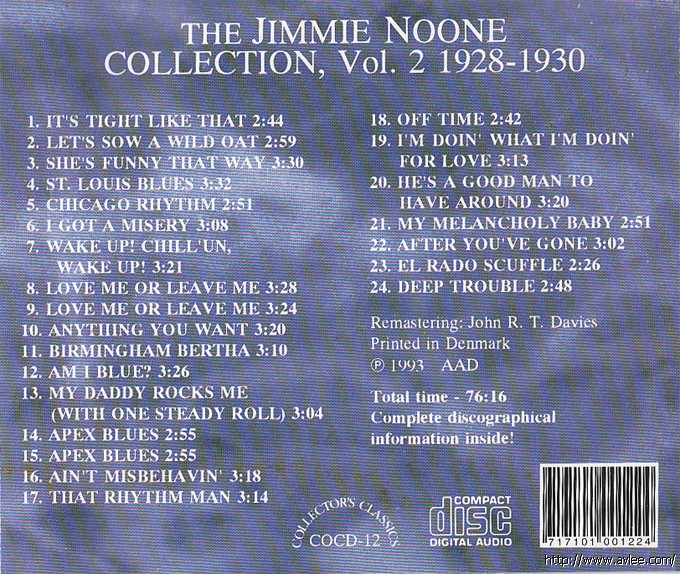 THE JIMMIE NOONE
COLLECTION, Vol. 2 1928-1930
1. IT'S TIGHT LIKE THAT 2:44
2. LET'S SOW A WILD OAT 2:59
3. SHE'S FUNNY THAT WAY 3:30
4. ST. LOUIS BLUES 3:32
5. CHICAGO RHYTHM 2:51
6. I GOT A MISERY 3:08
7. WAKE UP! CHILL'UN,
WAKE UP! 3:21
8. LOVE ME OR LEAVE ME 3:28
9. LOVE ME OR LEAVE ME 3:24
10. ANYTHING YOU WANT 3:20
11. BIRMINGHAM BERTHA 3:10
12. AM I BLUE? 3:26
13. MY DADDY ROCKS ME
(WITH ONE STEADY ROLL) 3:04
14. APEX BLUES 2:55
15. APEX BLUES 2:55
16. AIN'T MISBEHAVIN' 3:18
17. THAT RHYTHM MAN 3:14
18. OFF TIME 2:42
19. I'M DOIN' WHAT I'M DOIN'
FOR LOVE 3:13
20. HE'S A GOOD MAN TO
HAVE AROUND 3:20
21. MY MELANCHOLY BABY 2:51
22. AFTER YOU'VE GONE 3:02
23. EL RADO SCUFFLE 2:26
24. DEEP TROUBLE 2:48
Remastering: John R. T. Davies
Printed in Denmark
℗ 1993 AAD
Total time - 76:16
Complete discographical
information inside!
COLLECTOR'S CLASSICS
COCD-12
COMPACT
disc
DIGITAL AUDIO
717101 001224
http://www.avlee.com/